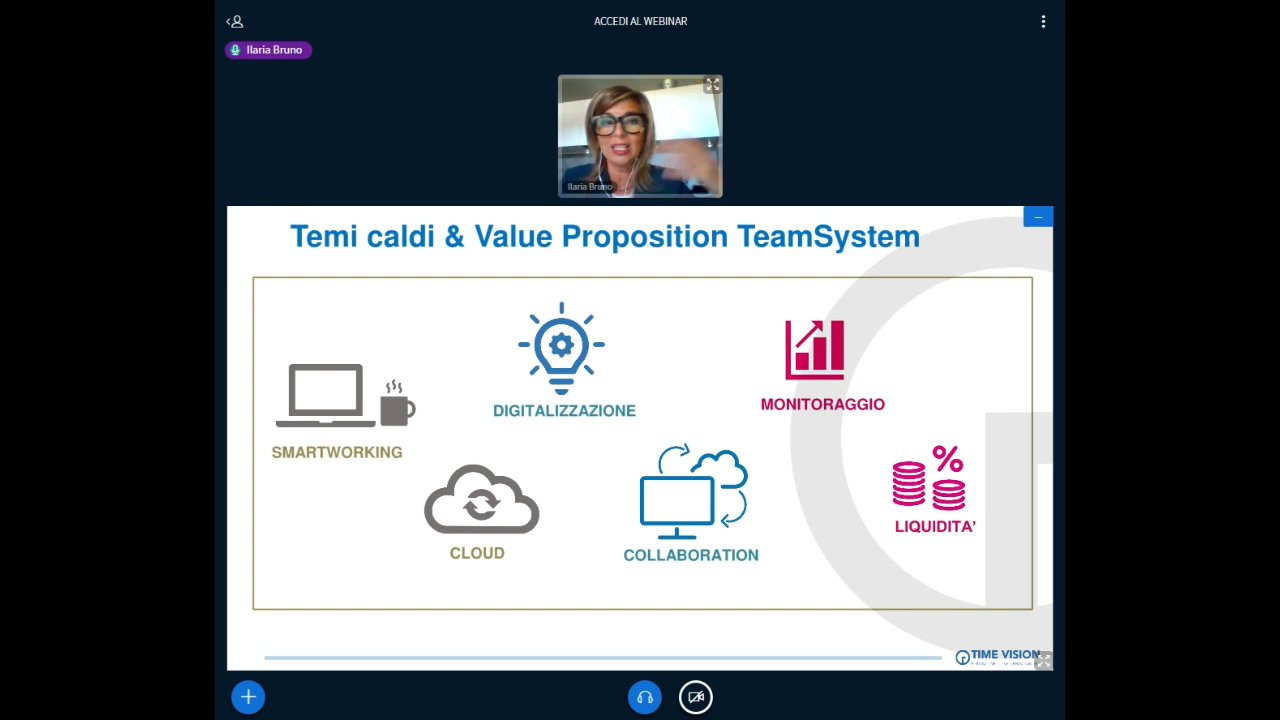 ACCEDI AL WEBINAR
Ilaria Bruno
Ilaria Bruno
Temi caldi & Value Proposition TeamSystem
DIGITALIZZAZIONE
MONITORAGGIO
SMARTWORKING
%
LIQUIDITA'
CLOUD
COLLABORATION
TIME VISION